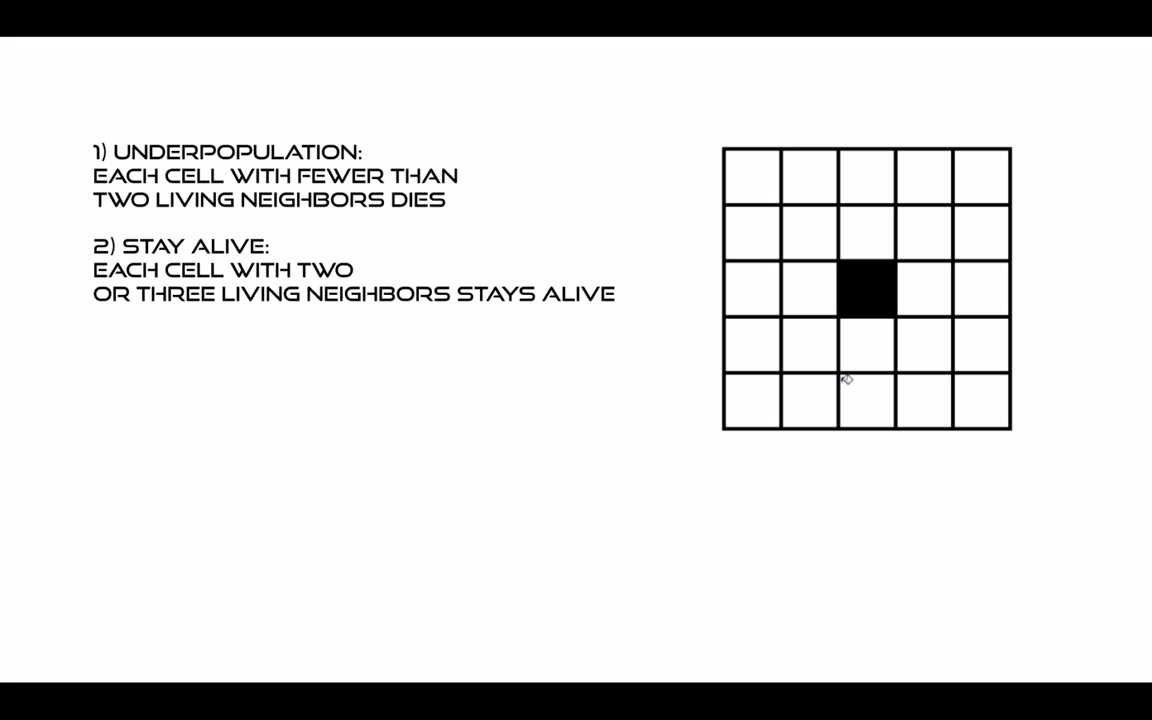 1) UNDERPOPULATION:
EACH CELL WITH FEWER THAN
TWO LIVING NEIGHBORS DIES
2) STAY ALIVE:
EACH CELL WITH TWO
OR THREE LIVING NEIGHBORS STAYS ALIVE